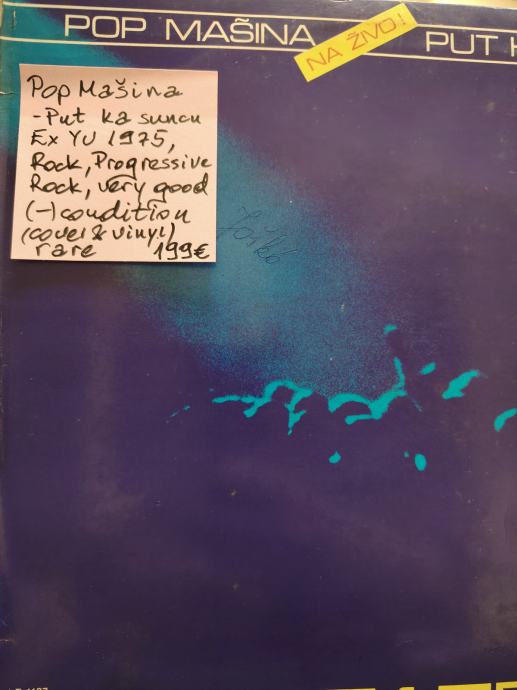 POP MAŠINA
NA ŽIVO!
PUT
Pop Mašina
-Put ka suncu
Ex YU 1975,
Rock, Progressive
Rock, very good
(-) condition
(cover & vinyl)
rare 199€